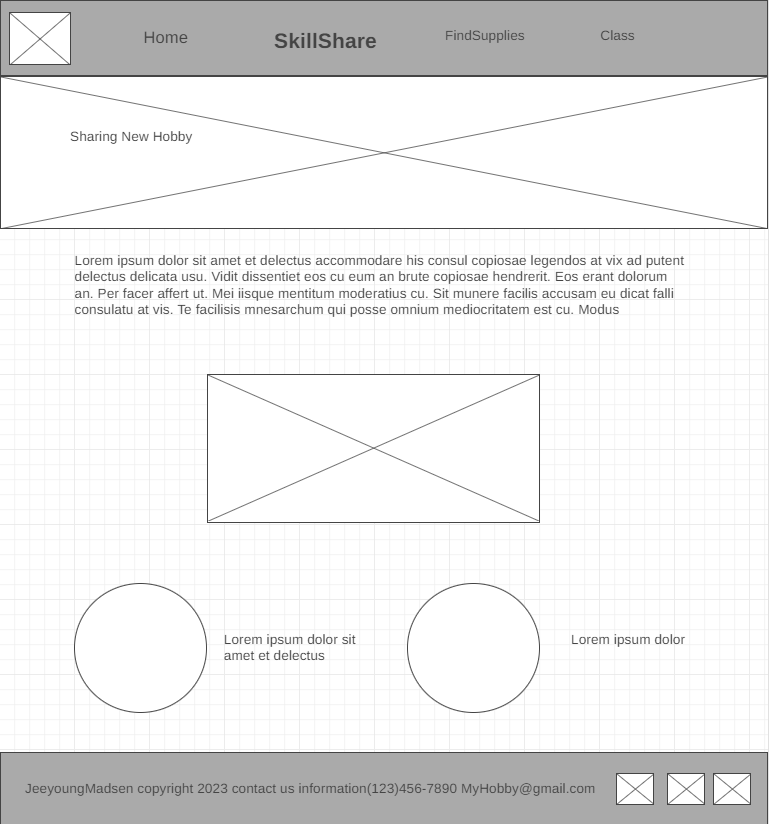 Home
SkillShare
FindSupplies
Class
Sharing New Hobby
Lorem ipsum dolor sit amet et delectus accommodare his consul copiosae legendos at vix ad putent
delectus delicata usu. Vidit dissentiet eos cu eum an brute copiosae hendrerit. Eos erant dolorum
an. Per facer affert ut. Mei iisque mentitum moderatius cu. Sit munere facilis accusam eu dicat falli
consulatu at vis. Te facilisis mnesarchum qui posse omnium mediocritatem est cu. Modus
Lorem ipsum dolor sit
amet et delectus
Lorem ipsum dolor
JeeyoungMadsen copyright 2023 contact us information(123)456-7890 MyHobby@gmail.com